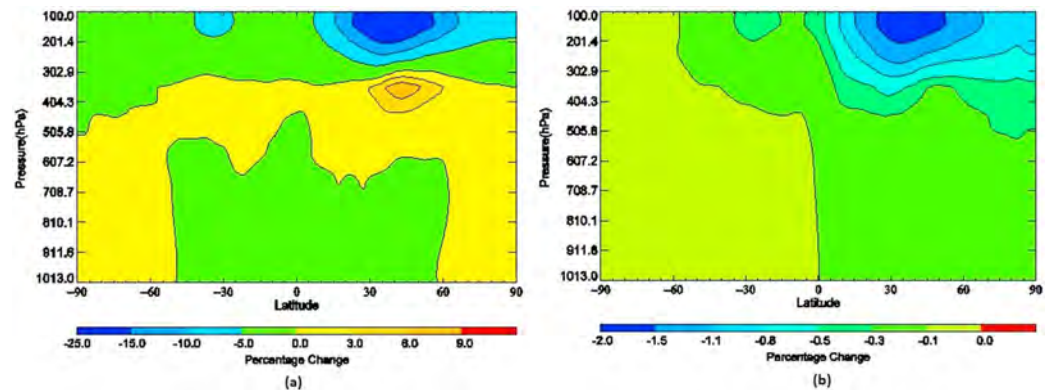 100.0
201.4
302.9
404.3
505.8
607.2
708.7
810.1
911.6
1013.0
Pressure(hPa)
−90 −60 −30 0 30 60 90
Latitude
-25.0 -15.0 -10.0 -5.0 0.0 3.0 6.0 9.0
Percentage Change
(a)
100.0
201.4
302.9
404.3
505.8
607.2
708.7
810.1
911.6
1013.0
Pressure(hPa)
−90 −60 −30 0 30 60 90
Latitude
-2.0 -1.5 -1.1 -0.8 -0.5 -0.3 -0.1 0.0
Percentage Change
(b)